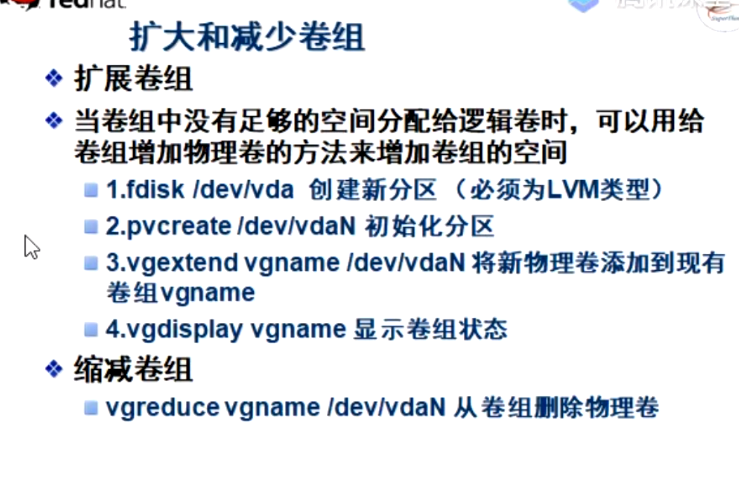 redhat
扩大和减少卷组
扩展卷组
当卷组中没有足够的空间分配给逻辑卷时，可以用给
卷组增加物理卷的方法来增加卷组的空间
1.fdisk /dev/vda 创建新分区 （必须为LVM类型）
2.pvcreate /dev/vdaN 初始化分区
3.vgextend vgname /dev/vdaN 将新物理卷添加到现有
卷组vgname
4.vgdisplay vgname 显示卷组状态
缩减卷组
vgreduce vgname /dev/vdaN 从卷组删除物理卷